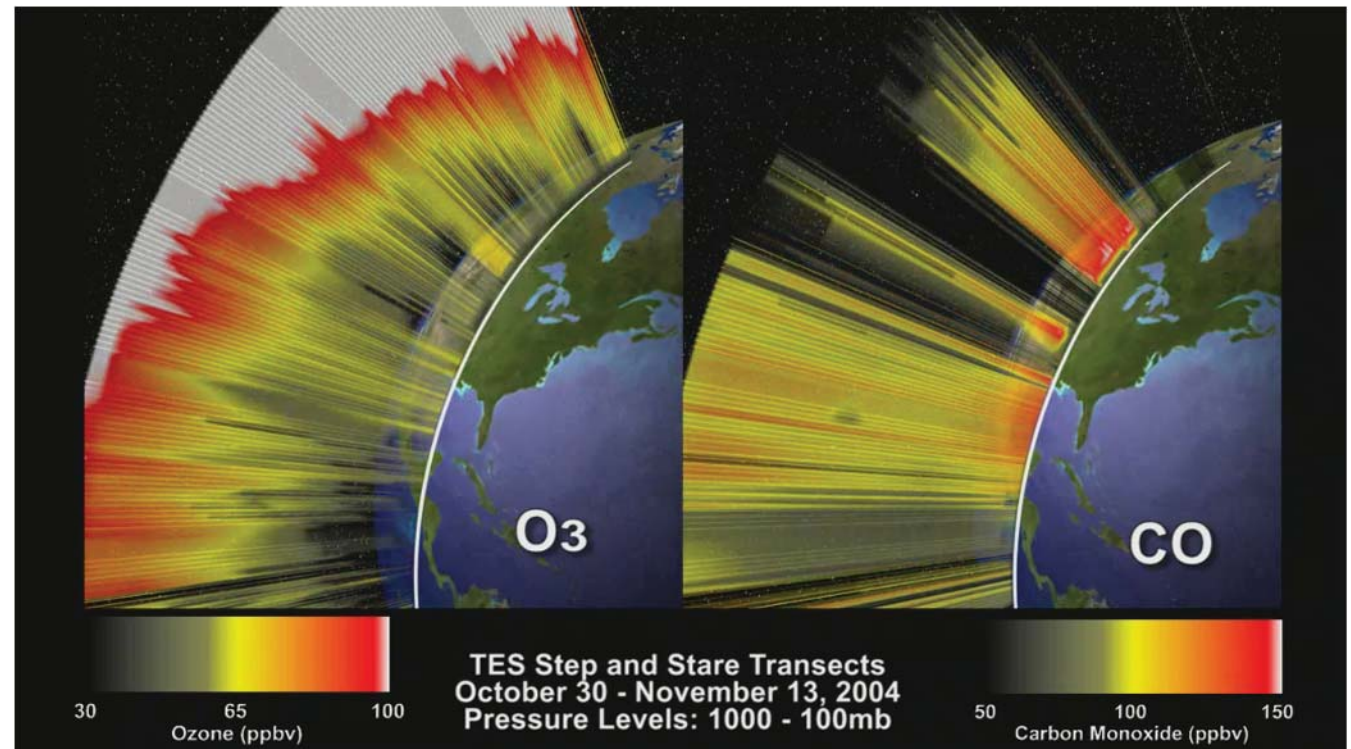 O3
CO
TES Step and Stare Transects
October 30 - November 13, 2004
Pressure Levels: 1000 - 100mb
30 65 100
Ozone (ppbv)
50 100 150
Carbon Monoxide (ppbv)